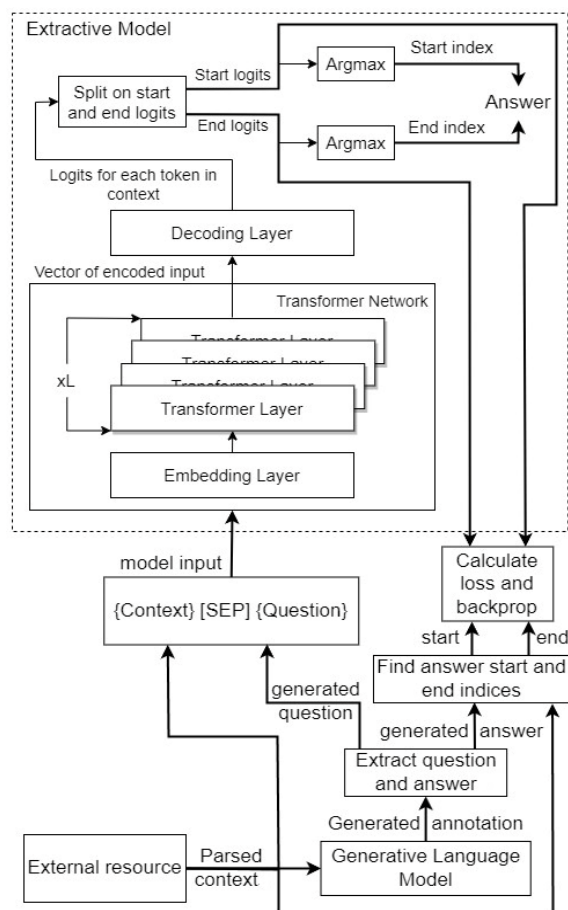 Extractive Model
Start logits
Split on start
and end logits
End logits
Argmax
Start index
Answer
Argmax
End index
Logits for each token in
context
Decoding Layer
Vector of encoded input
Transformer Network
Transformer Layer
Transformer Layer
Transformer Layer
xL
Transformer Layer
Embedding Layer
model input
{Context} [SEP] {Question}
Calculate
loss and
backprop
start
end
Find answer start and
end indices
generated
question
generated answer
Extract question
and answer
Generated annotation
External resource
Parsed
context
Generative Language
Model